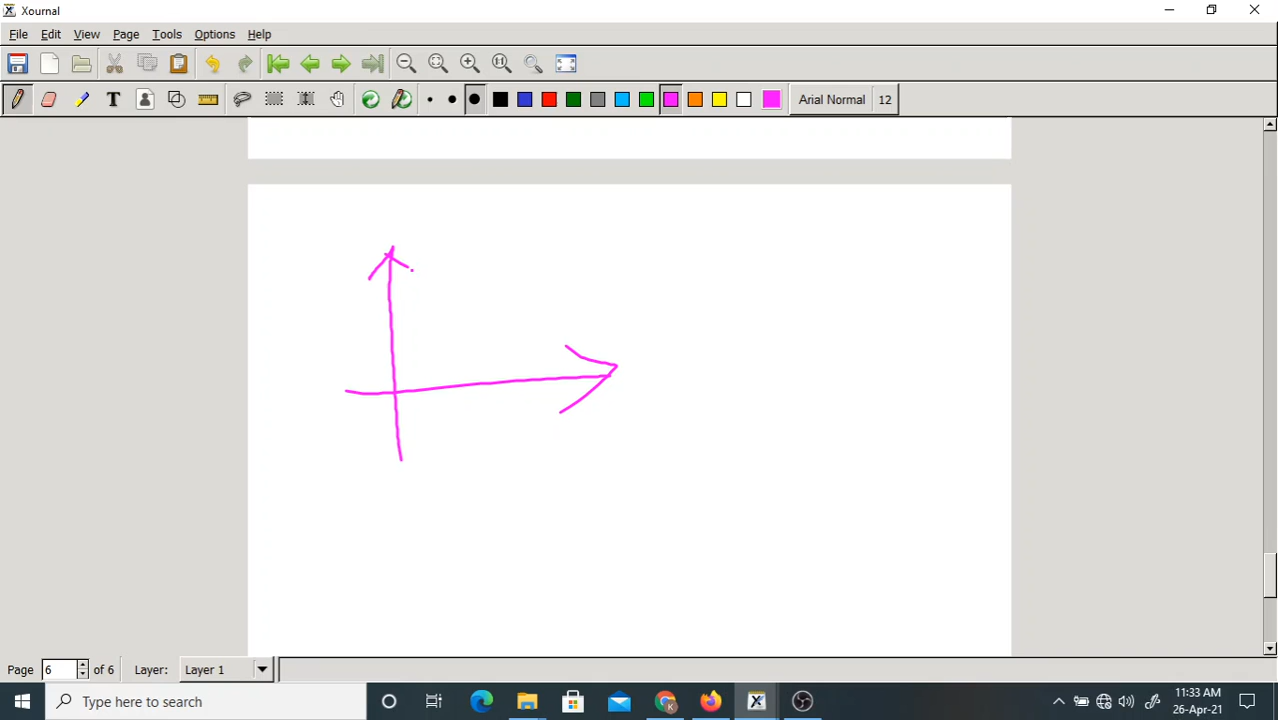 Xournal
File Edit View Page Tools Options Help
T Arial Normal 12
Page 6 of 6 Layer: Layer 1
Type here to search
11:33 AM
26-Apr-21